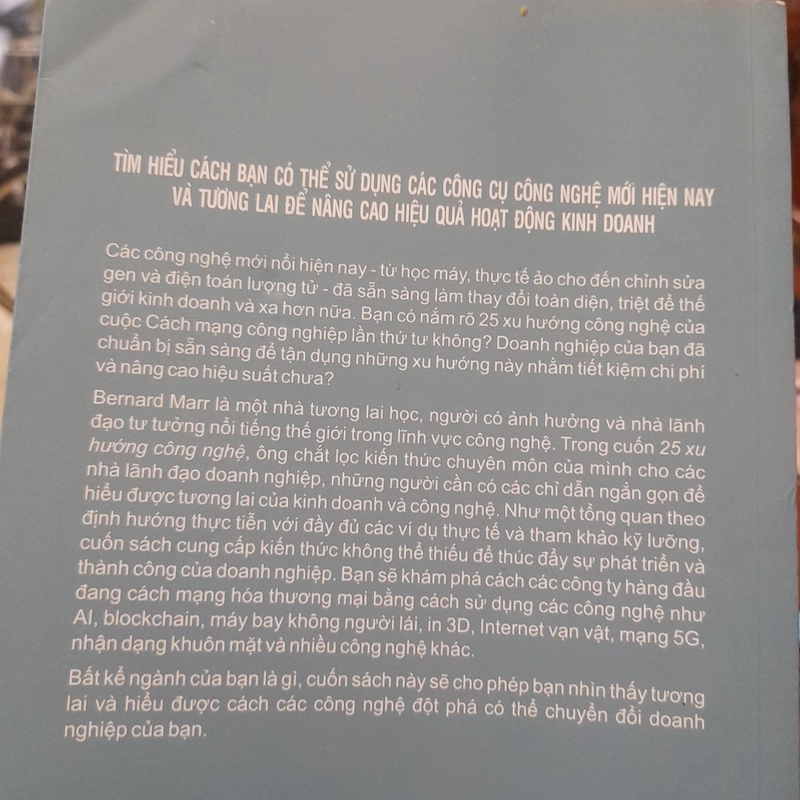 TÌM HIỂU CÁCH BẠN CÓ THỂ SỬ DỤNG CÁC CÔNG CỤ CÔNG NGHỆ MỚI HIỆN NAY
VÀ TƯƠNG LAI ĐỂ NÂNG CAO HIỆU QUẢ HOẠT ĐỘNG KINH DOANH
Các công nghệ mới nổi hiện nay - từ học máy, thực tế ảo cho đến chỉnh sửa
gen và điện toán lượng tử - đã sẵn sàng làm thay đổi toàn diện, triệt để thế
giới kinh doanh và xa hơn nữa. Bạn có nắm rõ 25 xu hướng công nghệ của
cuộc Cách mạng công nghiệp lần thứ tư không? Doanh nghiệp của bạn đã
chuẩn bị sẵn sàng để tận dụng những xu hướng này nhằm tiết kiệm chi phí
và nâng cao hiệu suất chưa?
Bernard Marr là một nhà tương lai học, người có ảnh hưởng và nhà lãnh
đạo tư tưởng nổi tiếng thế giới trong lĩnh vực công nghệ. Trong cuốn 25 xu
hướng công nghệ, ông chắt lọc kiến thức chuyên môn của mình cho các
nhà lãnh đạo doanh nghiệp, những người cần có các chỉ dẫn ngắn gọn để
hiểu được tương lai của kinh doanh và công nghệ. Như một tổng quan theo
định hướng thực tiễn với đầy đủ các ví dụ thực tế và tham khảo kỹ lưỡng,
cuốn sách cung cấp kiến thức không thể thiếu để thúc đẩy sự phát triển và
thành công của doanh nghiệp. Bạn sẽ khám phá cách các công ty hàng đầu
đang cách mạng hóa thương mại bằng cách sử dụng các công nghệ như
AI, blockchain, máy bay không người lái, in 3D, Internet vạn vật, mạng 5G,
nhận dạng khuôn mặt và nhiều công nghệ khác.
Bất kể ngành của bạn là gì, cuốn sách này sẽ cho phép bạn nhìn thấy tương
lai và hiểu được cách các công nghệ đột phá có thể chuyển đổi doanh
nghiệp của bạn.